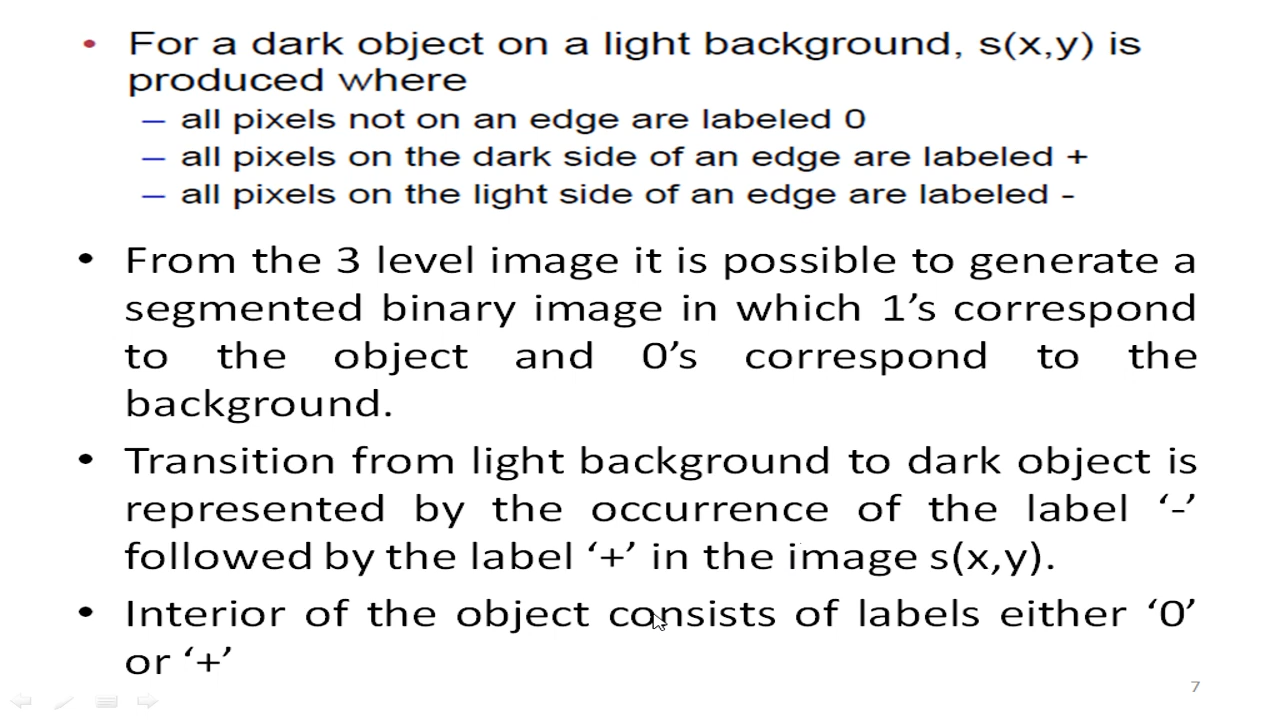 • For a dark object on a light background, s(x,y) is
produced where
– all pixels not on an edge are labeled 0
– all pixels on the dark side of an edge are labeled +
– all pixels on the light side of an edge are labeled -
• From the 3 level image it is possible to generate a
segmented binary image in which 1’s correspond
to the object and 0’s correspond to the
background.
• Transition from light background to dark object is
represented by the occurrence of the label ‘-’
followed by the label ‘+’ in the image s(x,y).
• Interior of the object consists of labels either ‘0’
or ‘+’
7